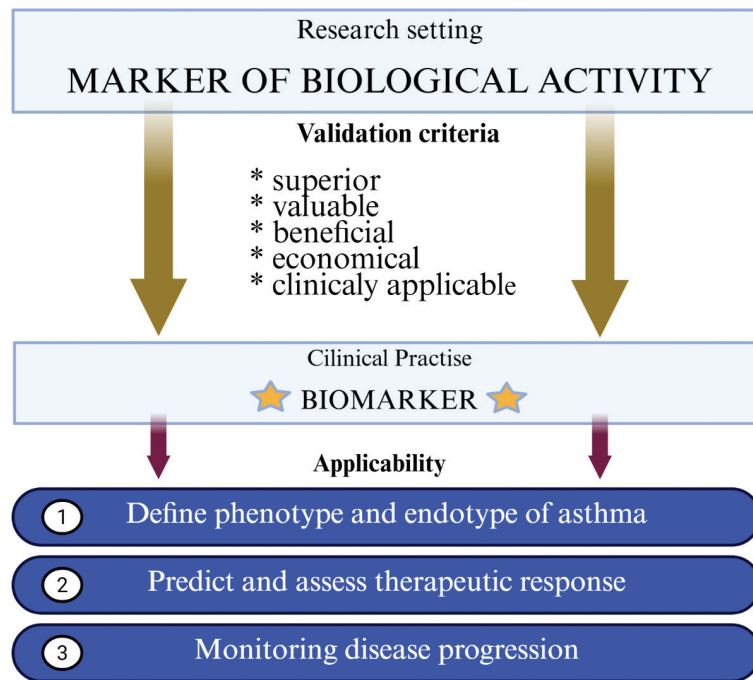 Research setting
MARKER OF BIOLOGICAL ACTIVITY
Validation criteria
* superior
* valuable
* beneficial
* economical
* clinicaly applicable
Cilinical Practise
BIOMARKER
Applicability
1 Define phenotype and endotype of asthma
2 Predict and assess therapeutic response
3 Monitoring disease progression